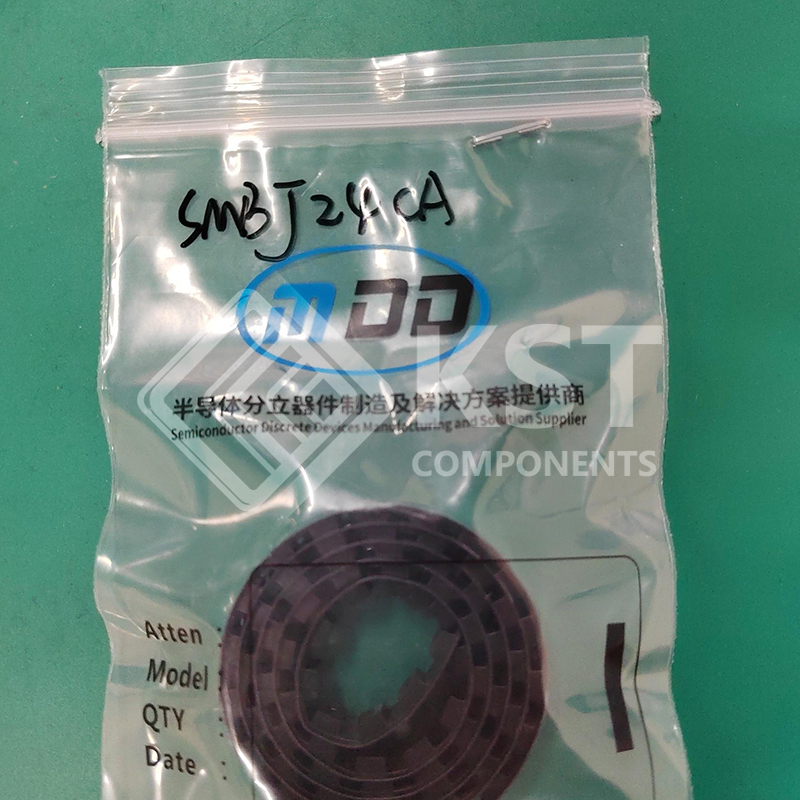 SMBJ24CA
MDD
KST
半导体分立器件制造及解决方案提供商
Semiconductor Discrete Devices Manufacturing and Solution Supplier
COMPONENTS
Atten :
Model :
QTY :
Date :